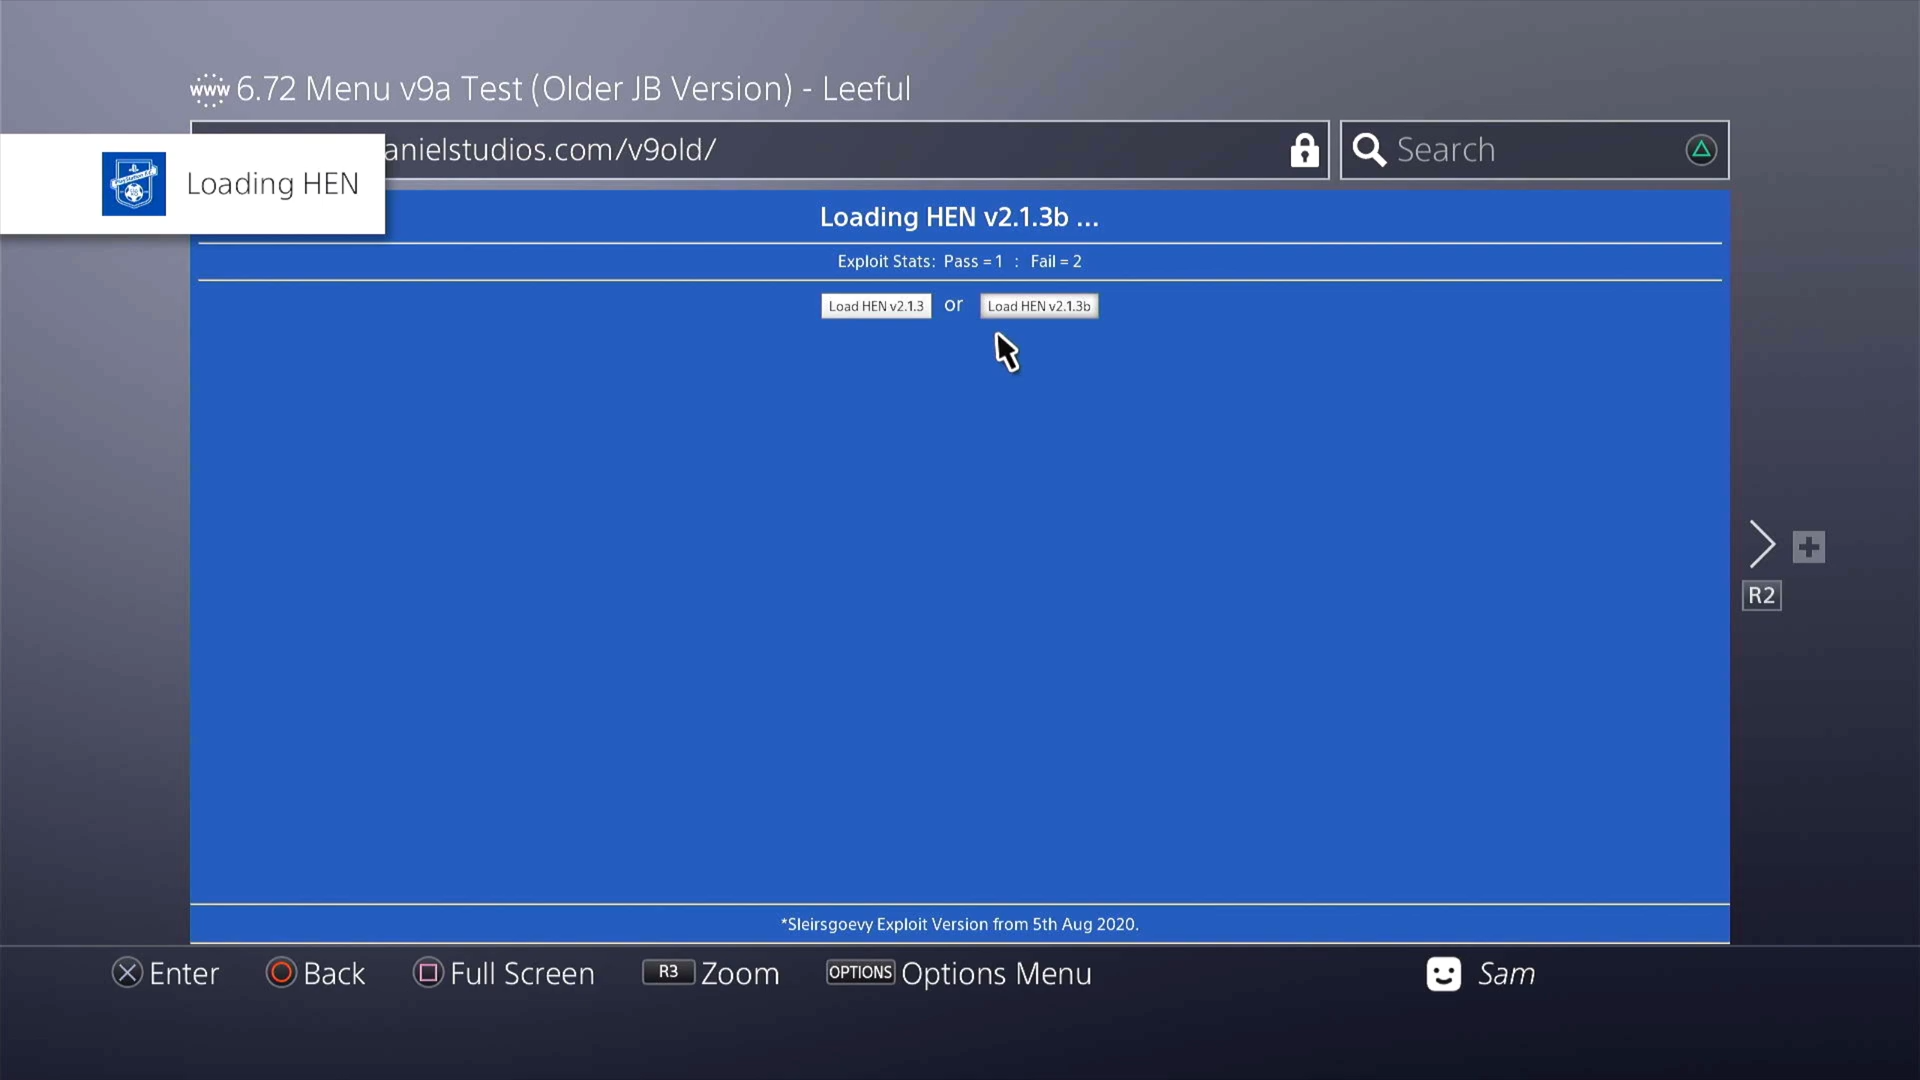 www 6.72 Menu v9a Test (Older JB Version) - Leeful
anielstudios.com/v9old/
Search
Loading HEN
Loading HEN v2.1.3b ...
Exploit Stats: Pass = 1 : Fail = 2
Load HEN v2.1.3 or Load HEN v2.1.3b
R2
*Sleirsgoevy Exploit Version from 5th Aug 2020.
Enter Back Full Screen R3 Zoom OPTIONS Options Menu Sam